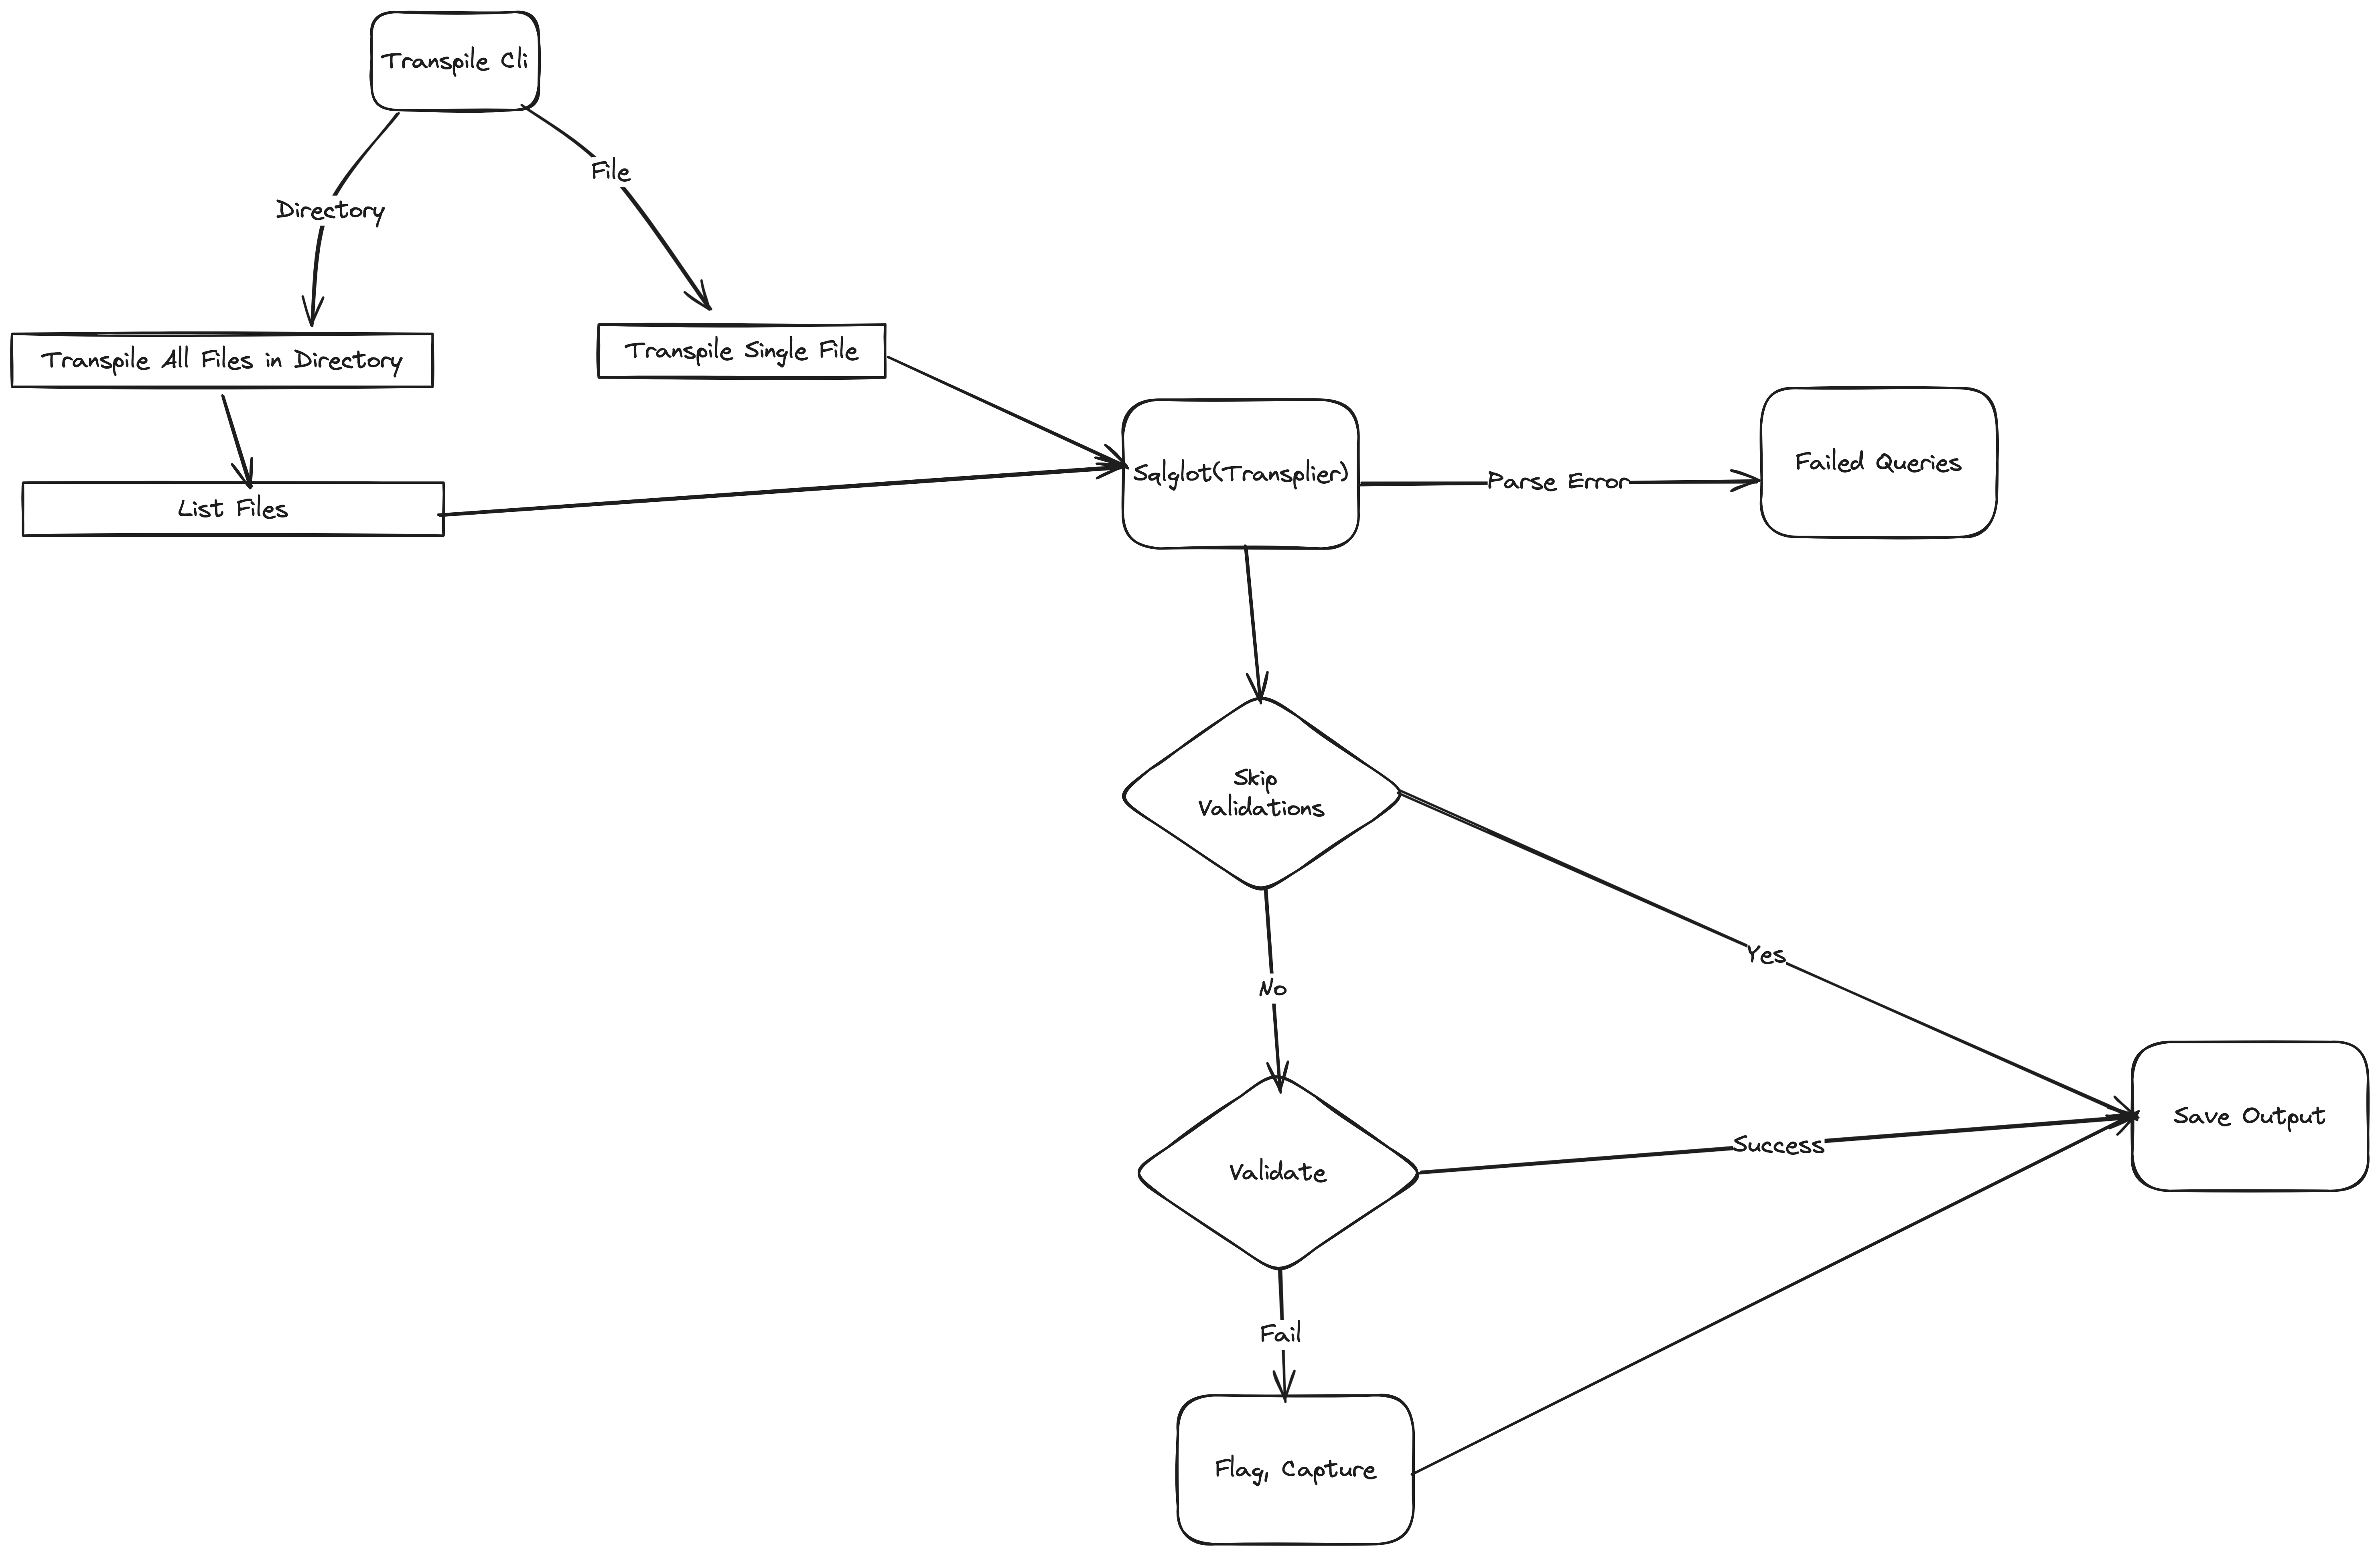 Transpile Cli
File
Directory
Transpile All Files in Directory
Transpile Single File
List Files
Sqlglot(Transplier)
Parse Error
Failed Queries
Skip
Validations
Yes
No
Save Output
Success
Validate
Fail
Flag, Capture